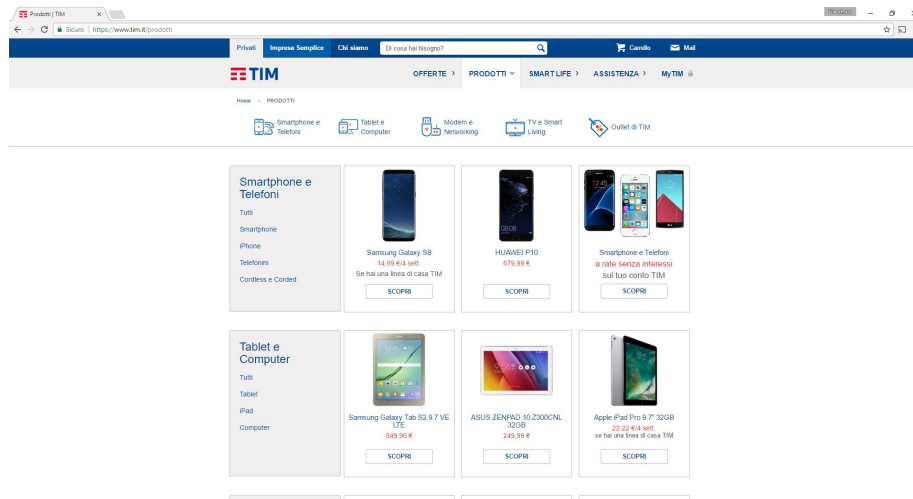 Prodotti | TIM
Sicuro | https://www.tim.it/prodotti
Privati Impresa Semplice Chi siamo Di cosa hai bisogno? Carrello Mail
TIM OFFERTE PRODOTTI SMART LIFE ASSISTENZA MyTIM
Home PRODOTTI
Smartphone e Telefoni
Tablet e Computer
Modem e Networking
TV e Smart Living
Outlet di TIM
Smartphone e
Telefoni
Tutti
Smartphone
iPhone
Telefonini
Cordless e Corded
Samsung Galaxy S8
14,99 €/4 sett.
Se hai una linea di casa TIM
SCOPRI
08:08
HUAWEI P10
679,99 €
SCOPRI
12:45
Smartphone e Telefoni
a rate senza interessi
sul tuo conto TIM
SCOPRI
Tablet e
Computer
Tutti
Tablet
iPad
Computer
Samsung Galaxy Tab S2 9.7 VE
LTE
549,90 €
SCOPRI
ASUS ZENPAD 10 Z300CNL
32GB
249,99 €
SCOPRI
Apple iPad Pro 9.7" 32GB
22,22 €/4 sett.
se hai una linea di casa TIM
SCOPRI